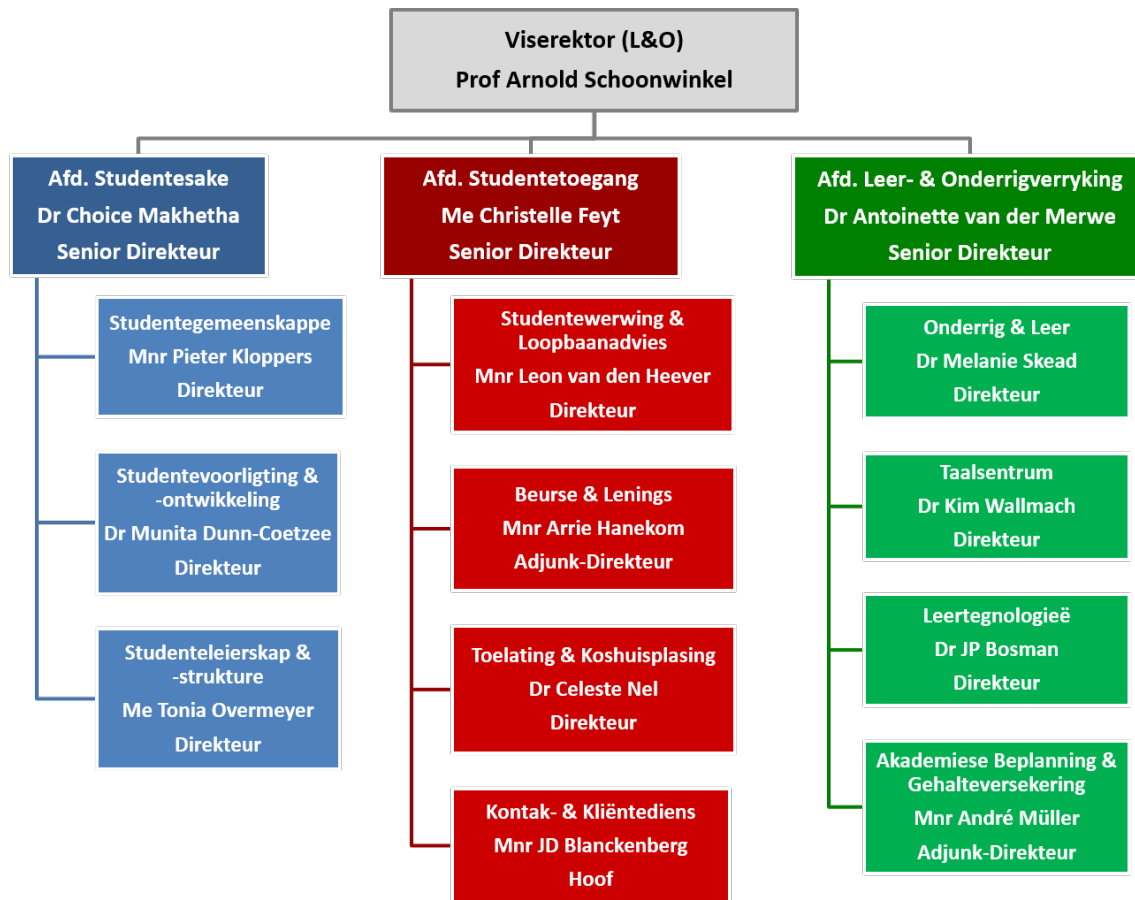 Viserektor (L&O)
Prof Arnold Schoonwinkel
Afd. Studentesake
Dr Choice Makhetha
Senior Direkteur
Studentegemeenskappe
Mnr Pieter Kloppers
Direkteur
Studentevoorligting &
-ontwikkeling
Dr Munita Dunn-Coetzee
Direkteur
Studenteleierskap &
-strukture
Me Tonia Overmeyer
Direkteur
Afd. Studentetoegang
Me Christelle Feyt
Senior Direkteur
Studentewerwing &
Loopbaanadvies
Mnr Leon van den Heever
Direkteur
Beurse & Lenings
Mnr Arrie Hanekom
Adjunk-Direkteur
Toelating & Koshuisplasing
Dr Celeste Nel
Direkteur
Kontak- & Kliëntediens
Mnr JD Blanckenberg
Hoof
Afd. Leer- & Onderrigverryking
Dr Antoinette van der Merwe
Senior Direkteur
Onderrig & Leer
Dr Melanie Skead
Direkteur
Taalsentrum
Dr Kim Wallmach
Direkteur
Leertegnologieë
Dr JP Bosman
Direkteur
Akademiese Beplanning &
Gehalteversekering
Mnr André Müller
Adjunk-Direkteur